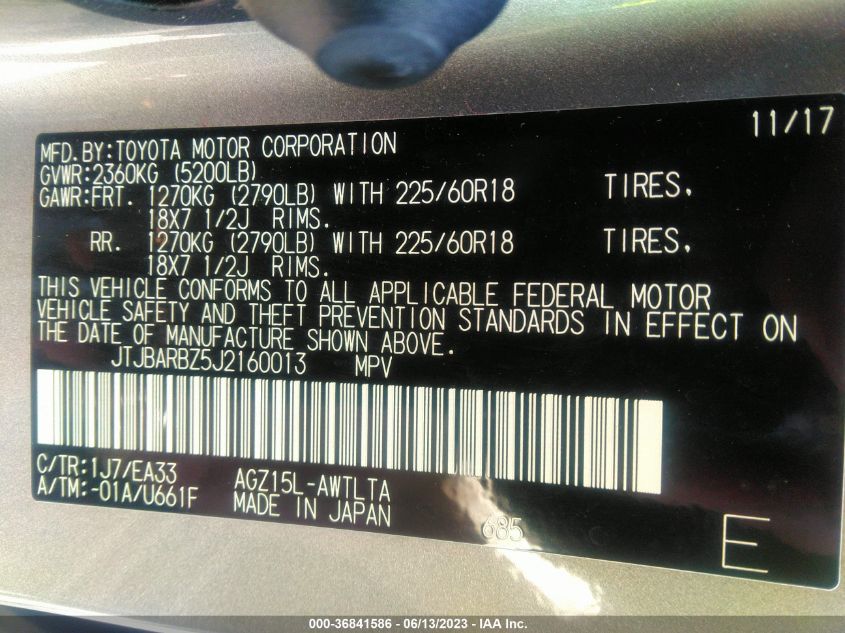 11/17
MFD.BY:TOYOTA MOTOR CORPORATION
GVWR:2360KG (5200LB)
GAWR:FRT. 1270KG (2790LB) WITH 225/60R18 TIRES,
18X7 1/2J RIMS.
RR. 1270KG (2790LB) WITH 225/60R18 TIRES,
18X7 1/2J RIMS.
THIS VEHICLE CONFORMS TO ALL APPLICABLE FEDERAL MOTOR
VEHICLE SAFETY AND THEFT PREVENTION STANDARDS IN EFFECT ON
THE DATE OF MANUFACTURE SHOWN ABOVE.
JTJBARBZ5J2160013 MPV
C/TR:1J7/EA33 AGZ15L-AWTLTA
A/TM:-01A/U661F MADE IN JAPAN
685
E
000-36841586 - 06/13/2023 - IAA Inc.